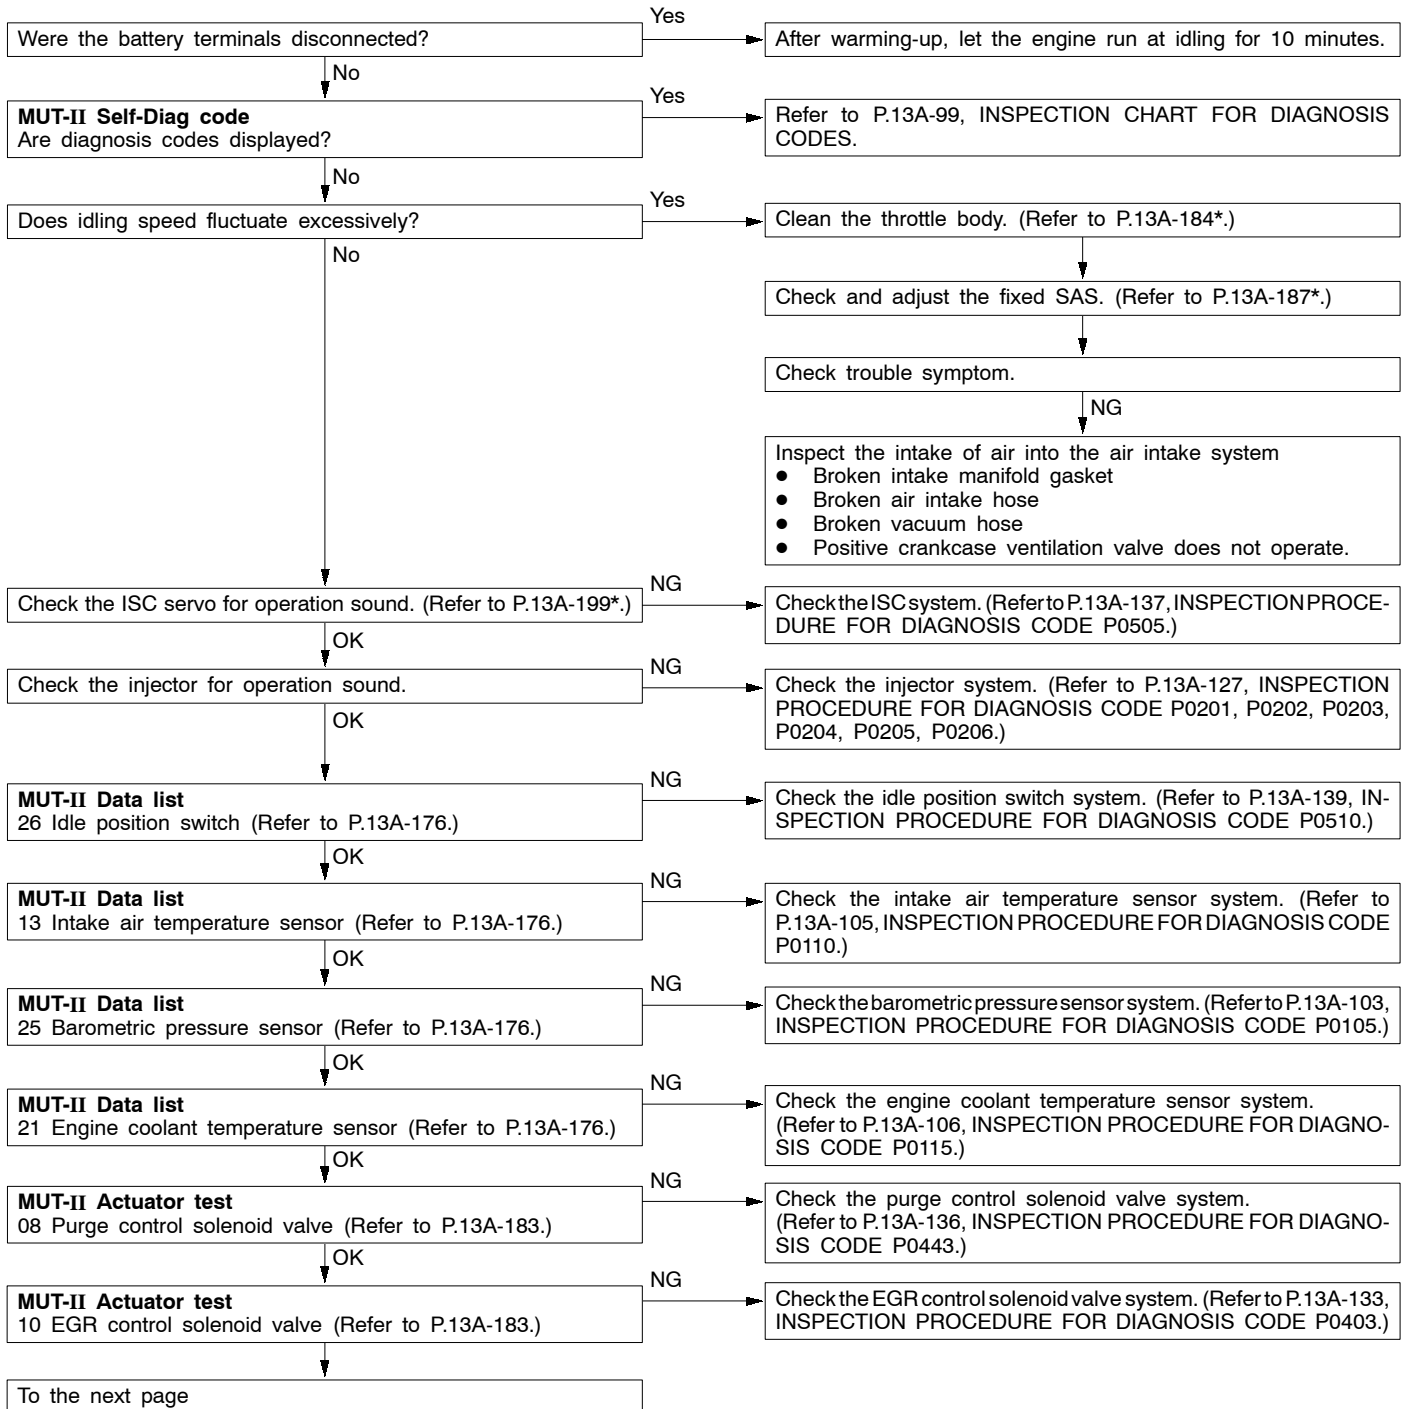 Were the battery terminals disconnected?
Yes
After warming-up, let the engine run at idling for 10 minutes.
No
MUT-II Self-Diag code
Are diagnosis codes displayed?
Yes
Refer to P.13A-99, INSPECTION CHART FOR DIAGNOSIS
CODES.
No
Does idling speed fluctuate excessively?
Yes
Clean the throttle body. (Refer to P.13A-184*.)
No
Check and adjust the fixed SAS. (Refer to P.13A-187*.)
Check trouble symptom.
NG
Inspect the intake of air into the air intake system
● Broken intake manifold gasket
● Broken air intake hose
● Broken vacuum hose
● Positive crankcase ventilation valve does not operate.
Check the ISC servo for operation sound. (Refer to P.13A-199*.)
NG
Check the ISC system. (Refer to P.13A-137, INSPECTION PROCE-
DURE FOR DIAGNOSIS CODE P0505.)
OK
Check the injector for operation sound.
NG
Check the injector system. (Refer to P.13A-127, INSPECTION
PROCEDURE FOR DIAGNOSIS CODE P0201, P0202, P0203,
P0204, P0205, P0206.)
OK
MUT-II Data list
26 Idle position switch (Refer to P.13A-176.)
NG
Check the idle position switch system. (Refer to P.13A-139, IN-
SPECTION PROCEDURE FOR DIAGNOSIS CODE P0510.)
OK
MUT-II Data list
13 Intake air temperature sensor (Refer to P.13A-176.)
NG
Check the intake air temperature sensor system. (Refer to
P.13A-105, INSPECTION PROCEDURE FOR DIAGNOSIS CODE
P0110.)
OK
MUT-II Data list
25 Barometric pressure sensor (Refer to P.13A-176.)
NG
Check the barometric pressure sensor system. (Refer to P.13A-103,
INSPECTION PROCEDURE FOR DIAGNOSIS CODE P0105.)
OK
MUT-II Data list
21 Engine coolant temperature sensor (Refer to P.13A-176.)
NG
Check the engine coolant temperature sensor system.
(Refer to P.13A-106, INSPECTION PROCEDURE FOR DIAGNO-
SIS CODE P0115.)
OK
MUT-II Actuator test
08 Purge control solenoid valve (Refer to P.13A-183.)
NG
Check the purge control solenoid valve system.
(Refer to P.13A-136, INSPECTION PROCEDURE FOR DIAGNO-
SIS CODE P0443.)
OK
MUT-II Actuator test
10 EGR control solenoid valve (Refer to P.13A-183.)
NG
Check the EGR control solenoid valve system. (Refer to P.13A-133,
INSPECTION PROCEDURE FOR DIAGNOSIS CODE P0403.)
To the next page